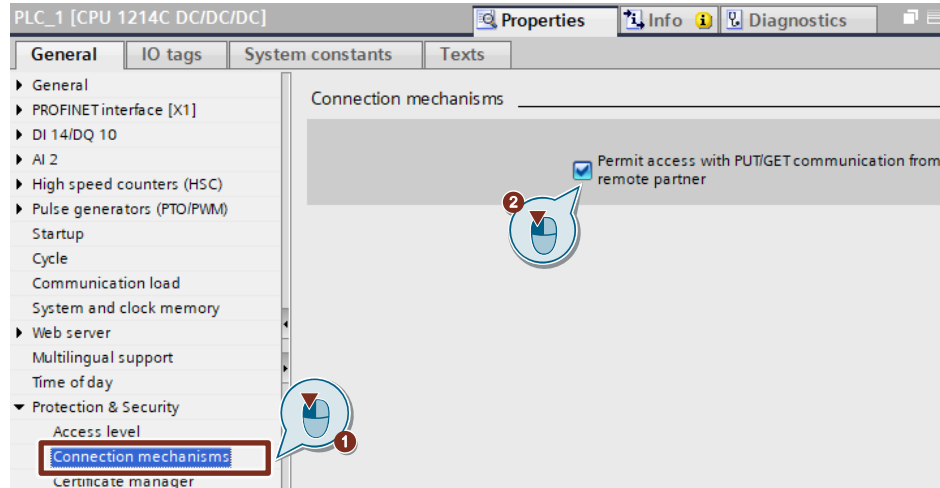 PLC_1 [CPU 1214C DC/DC/DC]
Properties
Info
Diagnostics
General
IO tags
System constants
Texts
General
PROFINET interface [X1]
DI 14/DQ 10
AI 2
High speed counters (HSC)
Pulse generators (PTO/PWM)
Startup
Cycle
Communication load
System and clock memory
Web server
Multilingual support
Time of day
Protection & Security
Access level
Connection mechanisms
Certificate manager
Connection mechanisms
Permit access with PUT/GET communication from
remote partner
2
1